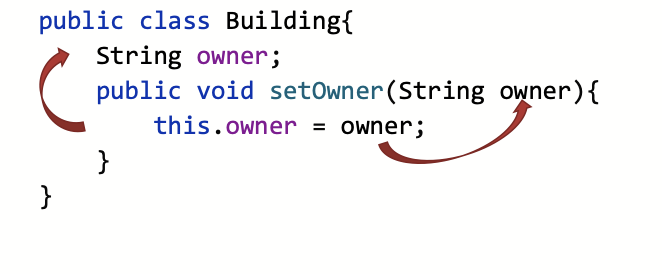 public class Building{
    String owner;
    public void setOwner(String owner){
        this.owner = owner;
    }
}